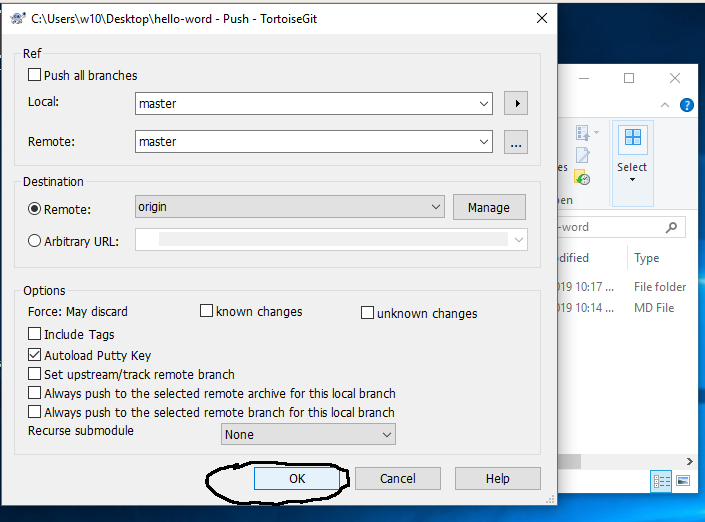 C:\Users\w10\Desktop\hello-word - Push - TortoiseGit
Ref
Push all branches
Local:
master
Remote:
master
...
Destination
Remote:
origin
Manage
Arbitrary URL:
Options
Force: May discard
known changes
unknown changes
Include Tags
Autoload Putty Key
Set upstream/track remote branch
Always push to the selected remote archive for this local branch
Always push to the selected remote branch for this local branch
Recurse submodule
None
OK
Cancel
Help
es
Select
en
-word
dified
Type
019 10:17 ...
File folder
019 10:14 ...
MD File